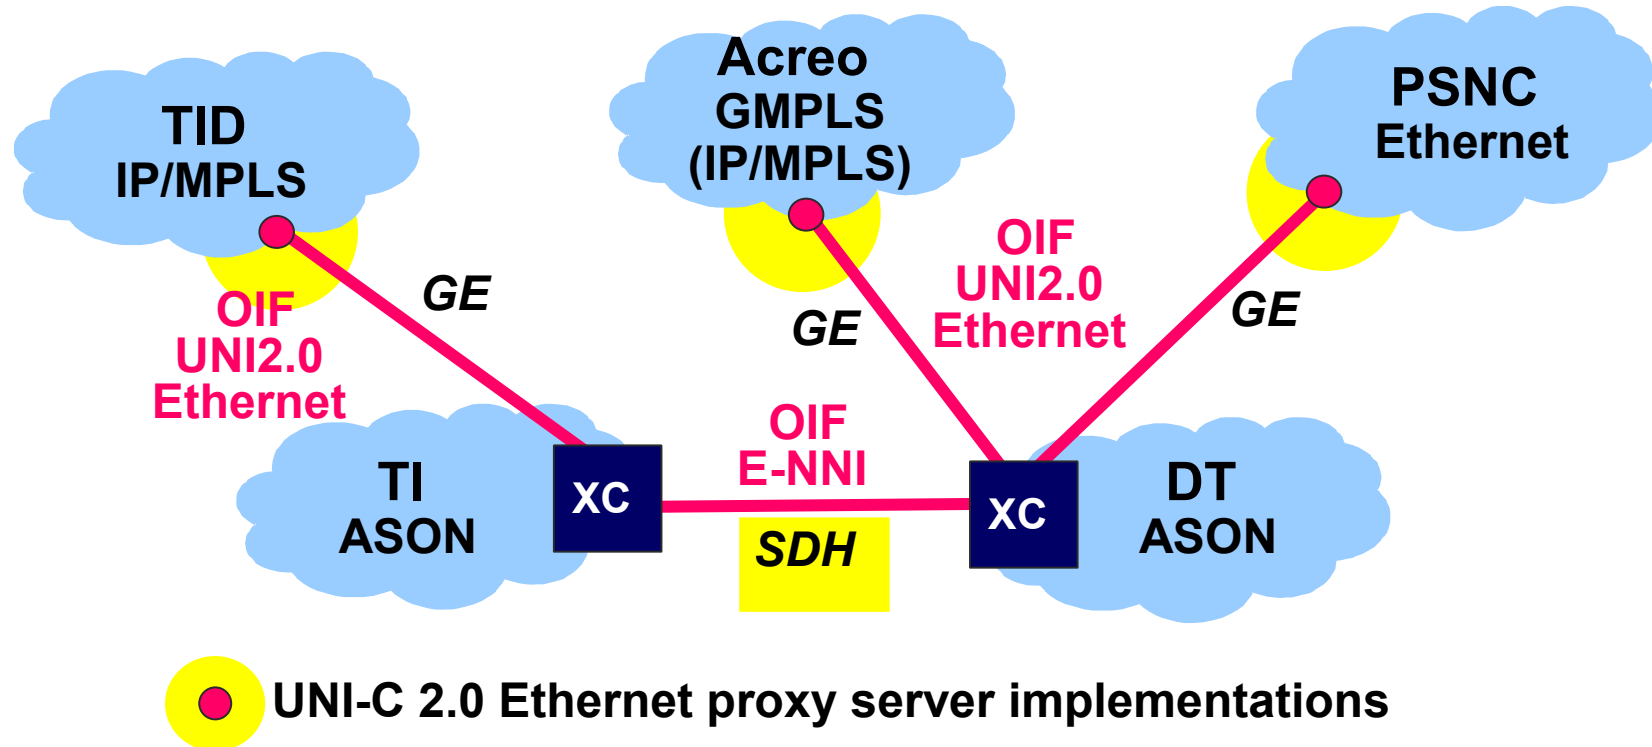 TID
IP/MPLS
Acreo
GMPLS
(IP/MPLS)
PSNC
Ethernet
OIF
UNI2.0
Ethernet
GE
GE
OIF
UNI2.0
Ethernet
GE
TI
ASON
XC
OIF
E-NNI
SDH
XC
DT
ASON
UNI-C 2.0 Ethernet proxy server implementations